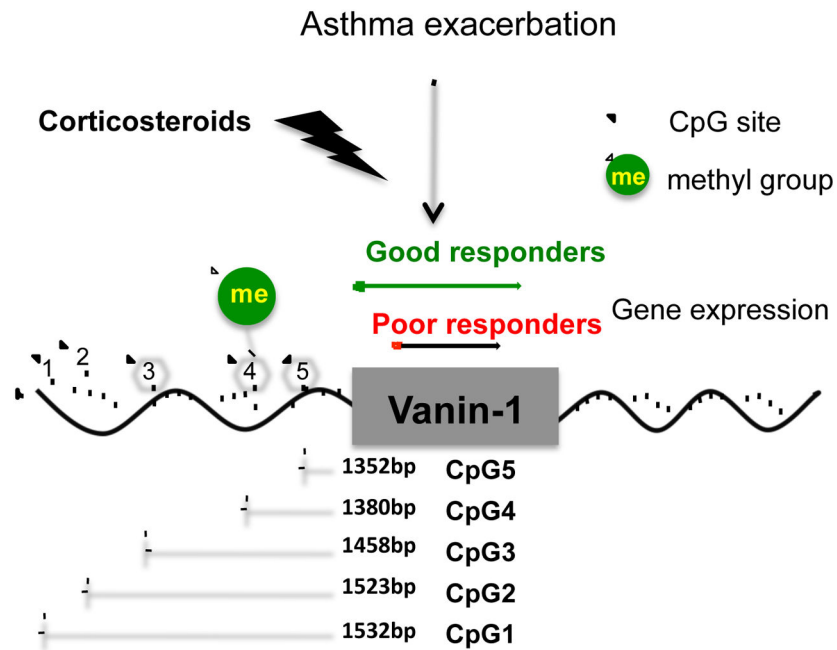 Asthma exacerbation
Corticosteroids
CpG site
me
methyl group
Good responders
me
Gene expression
Poor responders
1
2
3
4
5
Vanin-1
1352bp CpG5
1380bp CpG4
1458bp CpG3
1523bp CpG2
1532bp CpG1